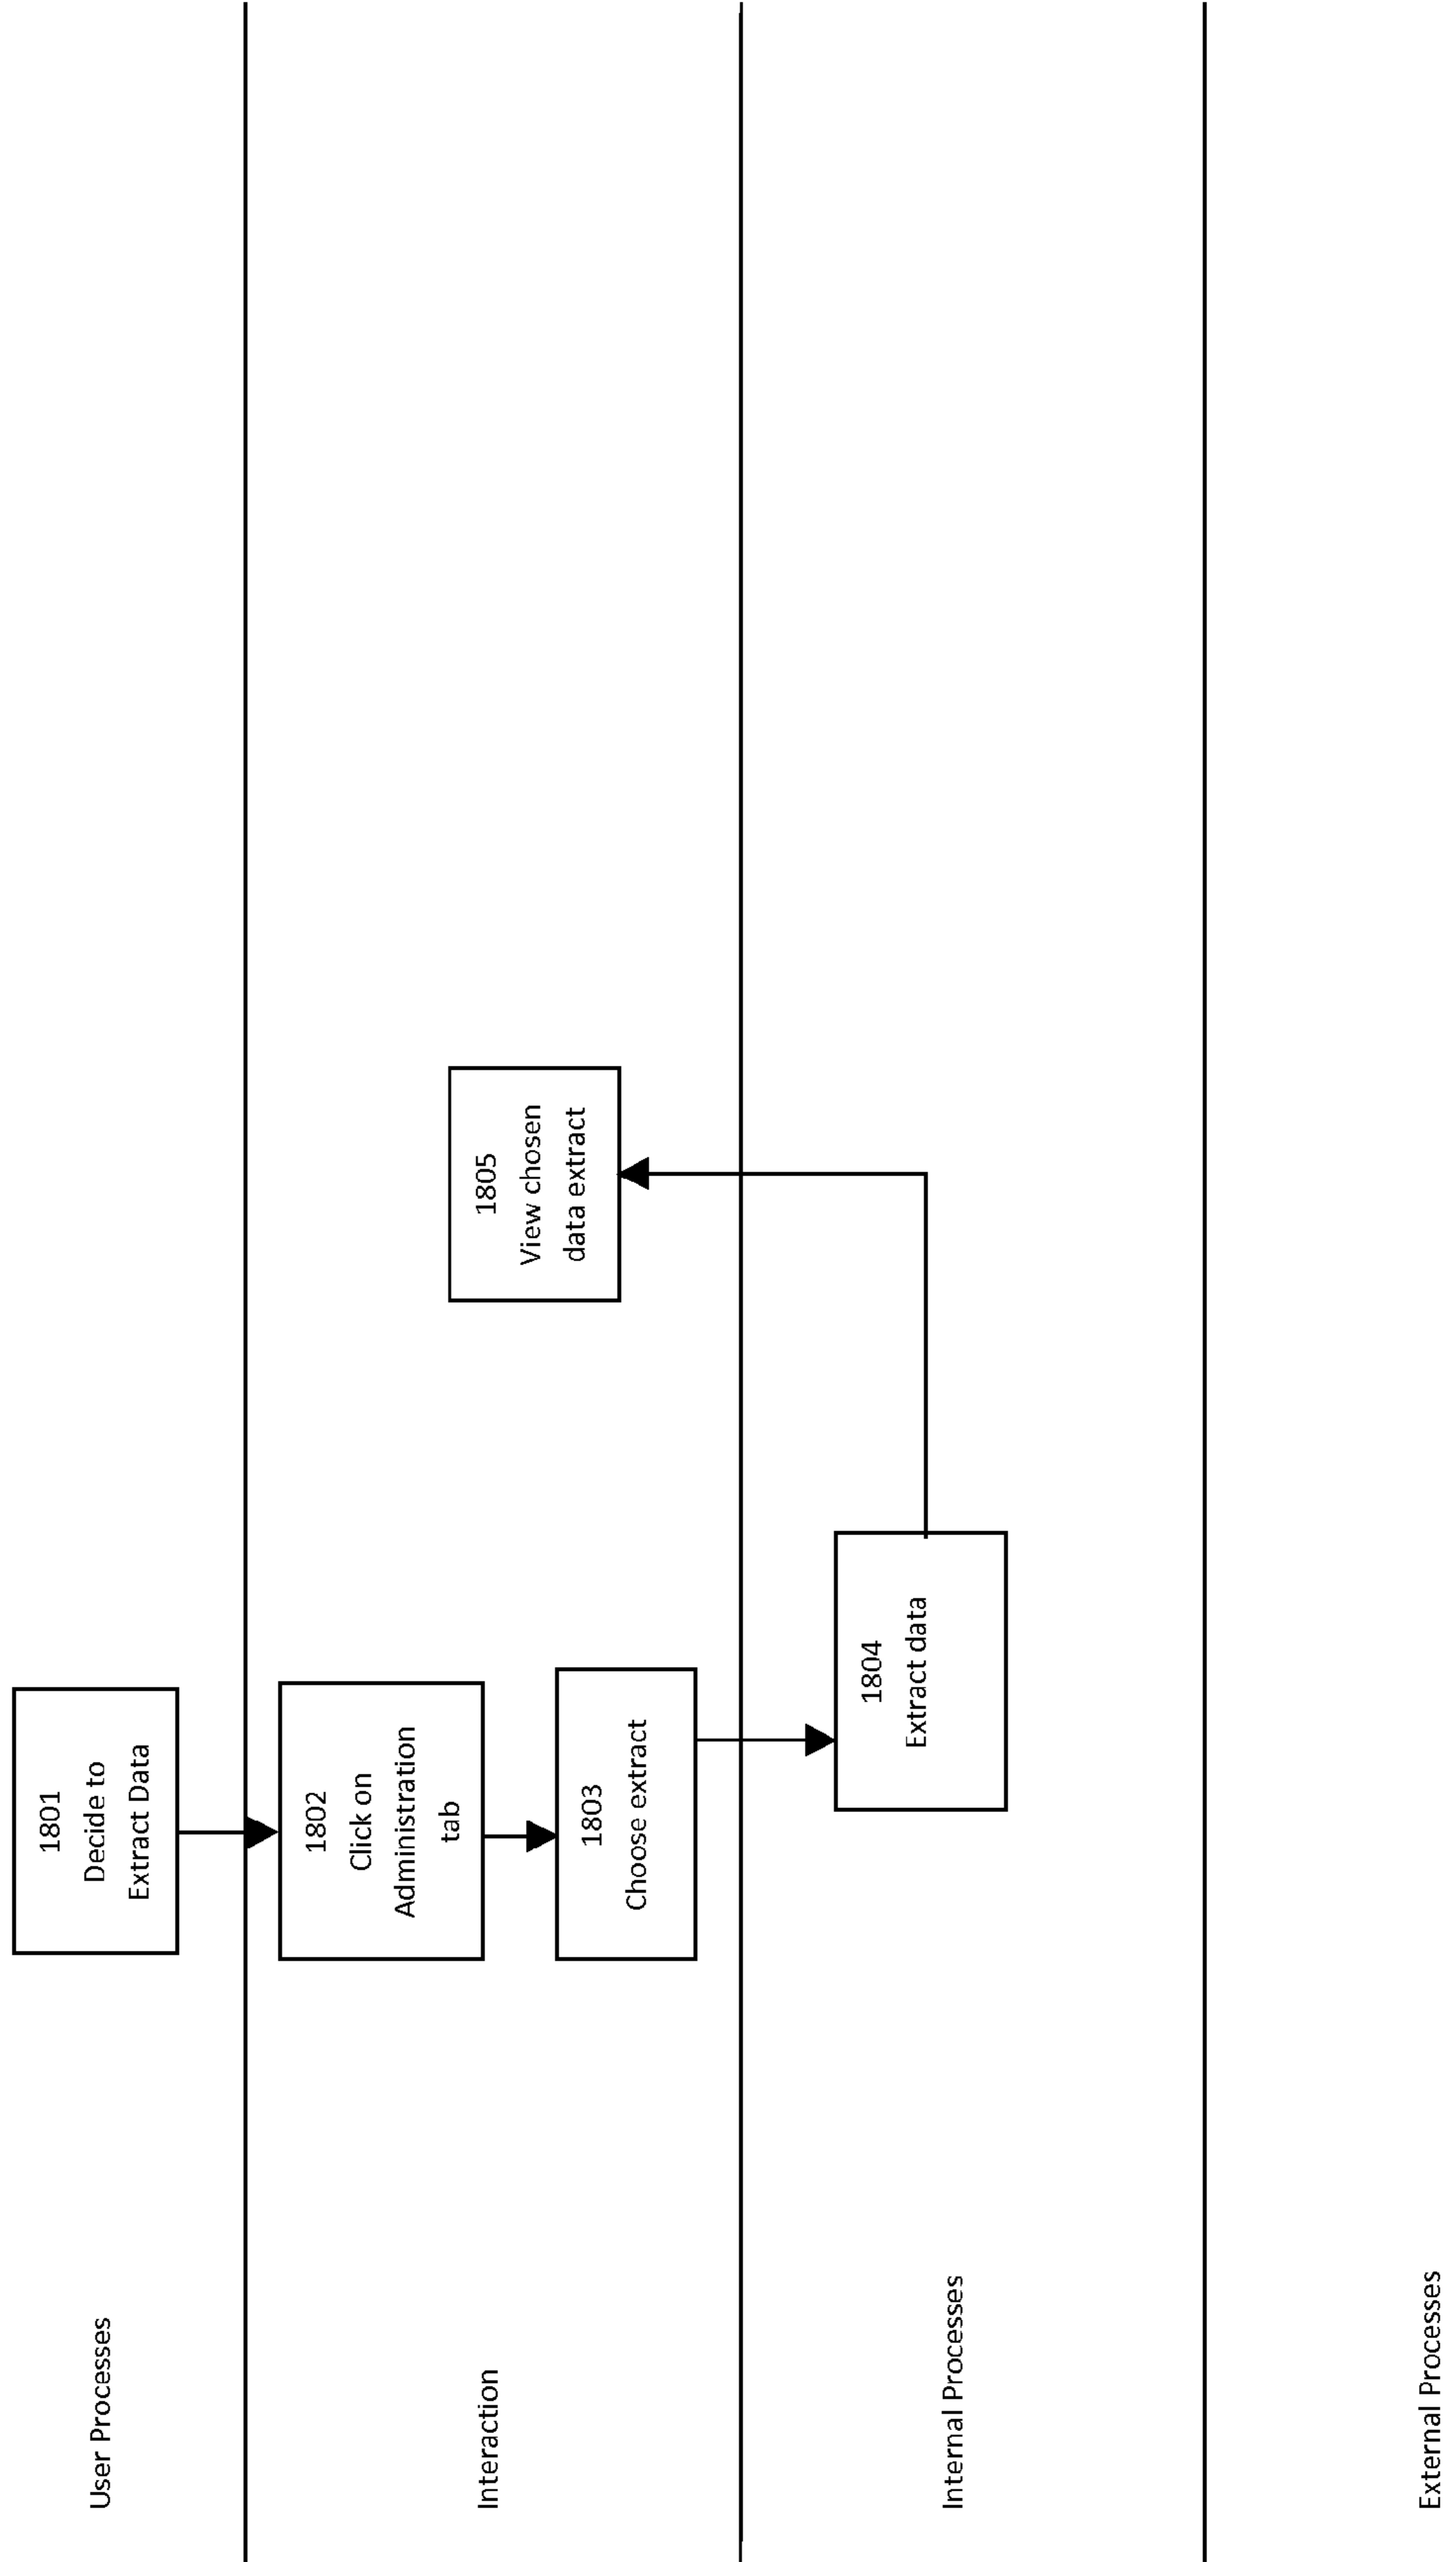 User Processes
1801
Decide to
Extract Data
Interaction
1802
Click on
Administration
tab
1803
Choose extract
1805
View chosen
data extract
Internal Processes
1804
Extract data
External Processes